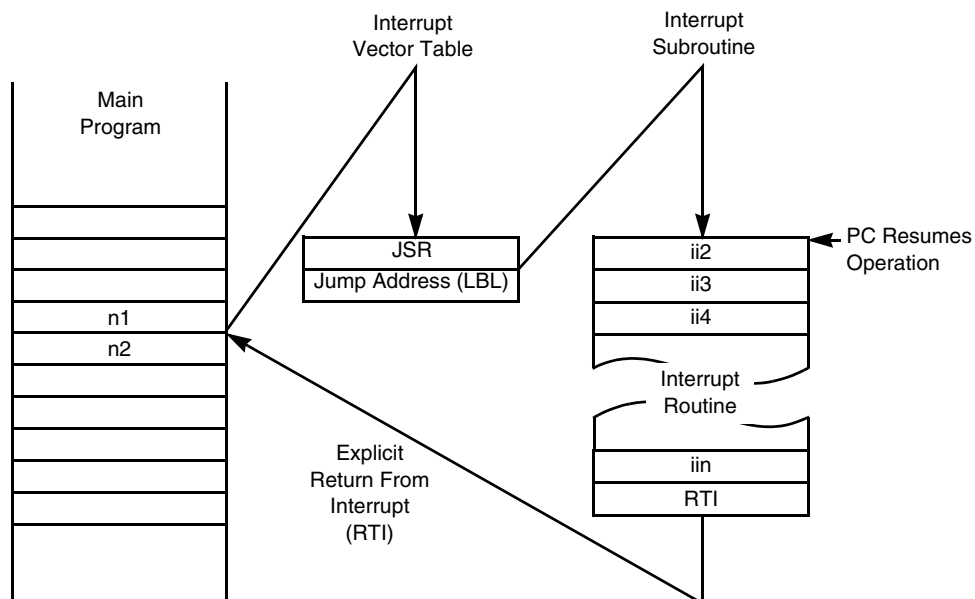 Interrupt
Vector Table
Interrupt
Subroutine
Main
Program
JSR
Jump Address (LBL)
ii2
ii3
ii4
PC Resumes
Operation
n1
n2
Interrupt
Routine
iin
RTI
Explicit
Return From
Interrupt
(RTI)